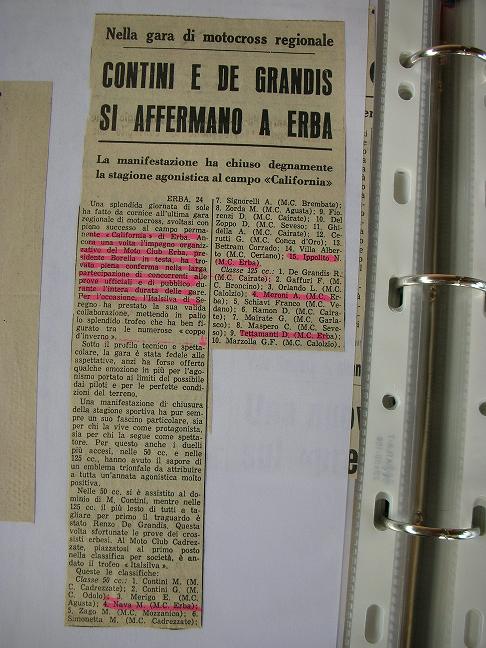 Nella gara di motocross regionale
CONTINI E DE GRANDIS
SI AFFERMANO A ERBA
La manifestazione ha chiuso degnamente
la stagione agonistica al campo «California»
ERBA, 24
Una splendida giornata di sole
ha fatto da cornice all'ultima gara
regionale di motocross, svoltasi con
pieno successo al campo perma-
nente « California » di Erba. An-
cora una volta l'impegno organiz-
zativo del Moto Club Erba pre-
sidente Borella in testa ha tro-
vata piena conferma nella larga
partecipazione di concorrenti alle
prove ufficiali e di pubblico du-
rante l'intera durata delle gare.
Per l'occasione, l'Italsilva di Se-
regno ha prestato la sua valida
collaborazione, mettendo in palio
lo splendido trofeo che ha ben fi-
gurato tra le numerose « coppe
d'inverno ».
Sotto il profilo tecnico e spetta-
colare, la gara è stata fedele alle
aspettative, anzi ha forse offerto
qualche emozione in più per l'ago-
nismo portato ai limiti del possibile
dai piloti e per le perfette condi-
zioni del terreno.
Una manifestazione di chiusura
della stagione sportiva ha pur sem-
pre un suo fascino particolare, sia
per chi la vive come protagonista,
sia per chi la segue come spet-
tatore. Per questo anche i duelli
più accesi, nelle 50 cc. e nelle
125 cc., hanno avuto il sapore di
un emblema trionfale da attribuire
a tutta un'annata agonistica molto
positiva.
Nelle 50 cc. si è assistito al do-
minio di M. Contini, mentre nelle
125 cc. il più lesto di tutti a ta-
gliare per primo il traguardo è
stato Renzo De Grandis. Questa
volta sfortunate le prove dei cros-
sisti erbesi. Al Moto Club Cadrez-
zate, piazzatosi al primo posto
nella classifica per società, è an-
dato il trofeo « Italsilva ».
Queste le classifiche:
Classe 50 cc.: 1. Contini M. (M.
C. Cadrezzate); 2. Contini G. (M.
C. Odolo); 3. Merigo E. (M.C.
Agusta); 4. Nava M. (M.C. Erba);
5. Zago M. (M.C. Mozzanica); 6.
Simonetta M. (M.C. Cadrezzate);
7. Signorelli A. (M.C. Brembate);
8. Zorda M. (M.C. Agusta); 9. Fio-
renzi D. (M.C. Cairate); 10. Del
Zoppo D. (M.C. Seveso); 11. Ghi-
della A. (M.C. Cairate); 12. Ce-
rutti G. (M.C. Conca d'Oro); 13.
Bertram Corrado; 14. Villa Alber-
to (M.C. Ceriano); 15. Ippolito N.
(M.C. Erba).
Classe 125 cc.: 1. De Grandis R.
(M.C. Cairate); 2. Gaffuri F. (M.
C. Broncino); 3. Orlando L. (M.C.
Calolzio); 4. Meroni A. (M.C. Er-
ba); 5. Schiavi Franco (M.C. Ve-
dano); 6. Ramon D. (M.C. Caira-
te); 7. Mairate G. (M.C. Garla-
sco); 8. Maspero C. (M.C. Seve-
so); 9. Tettamanti D. (M.C. Erba);
10. Marzolla G.F. (M.C. Calolzio).